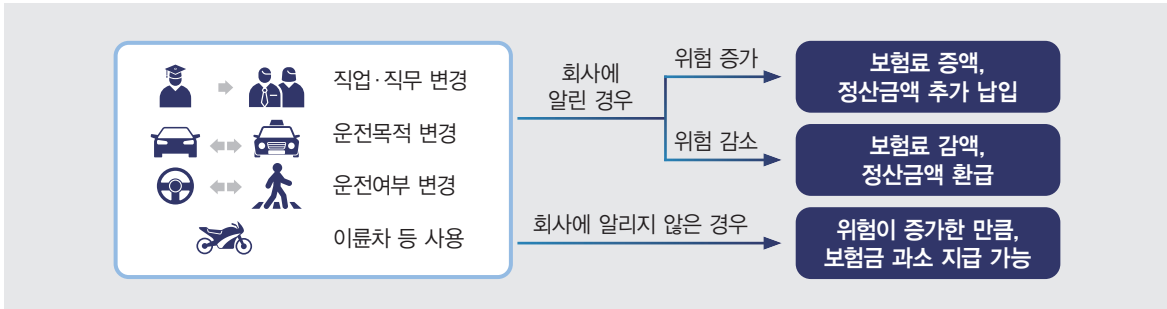 직업·직무 변경
운전목적 변경
운전여부 변경
이륜차 등 사용
회사에
알린 경우
위험 증가
보험료 증액,
정산금액 추가 납입
위험 감소
보험료 감액,
정산금액 환급
회사에 알리지 않은 경우
위험이 증가한 만큼,
보험금 과소 지급 가능